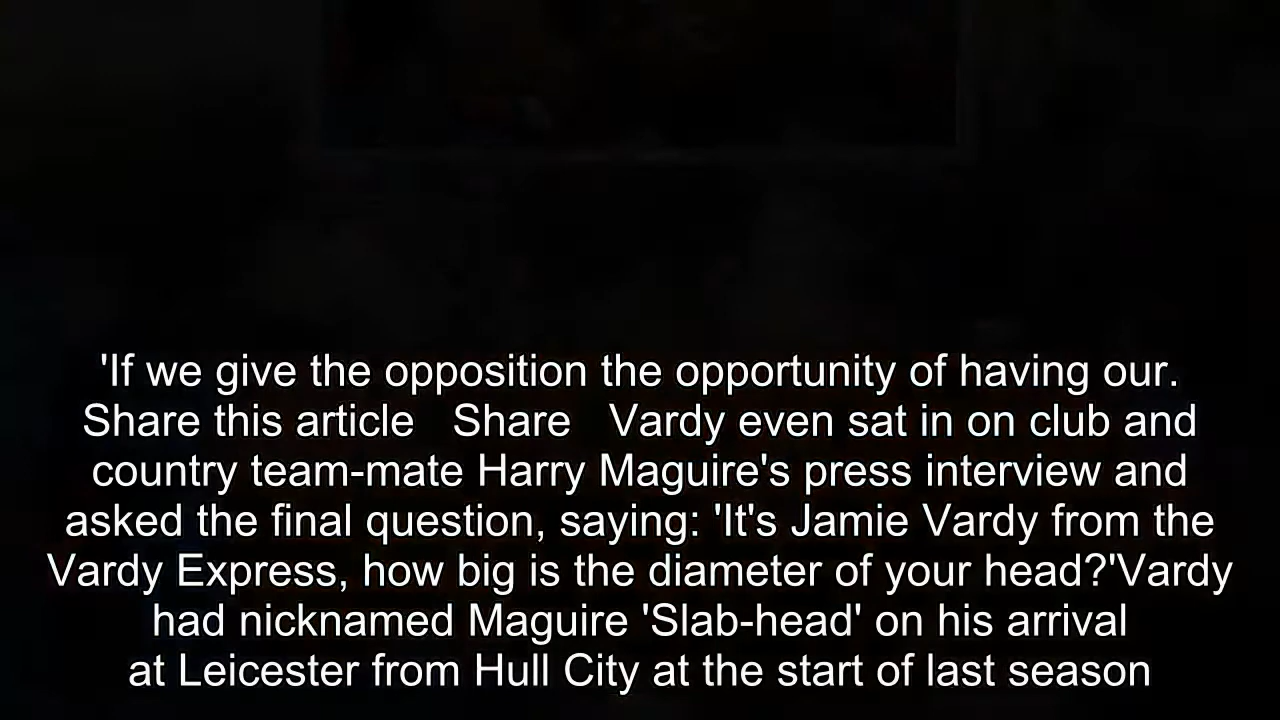 'If we give the opposition the opportunity of having our.
Share this article   Share   Vardy even sat in on club and
country team-mate Harry Maguire's press interview and
asked the final question, saying: 'It's Jamie Vardy from the
Vardy Express, how big is the diameter of your head?'Vardy
had nicknamed Maguire 'Slab-head' on his arrival
at Leicester from Hull City at the start of last season